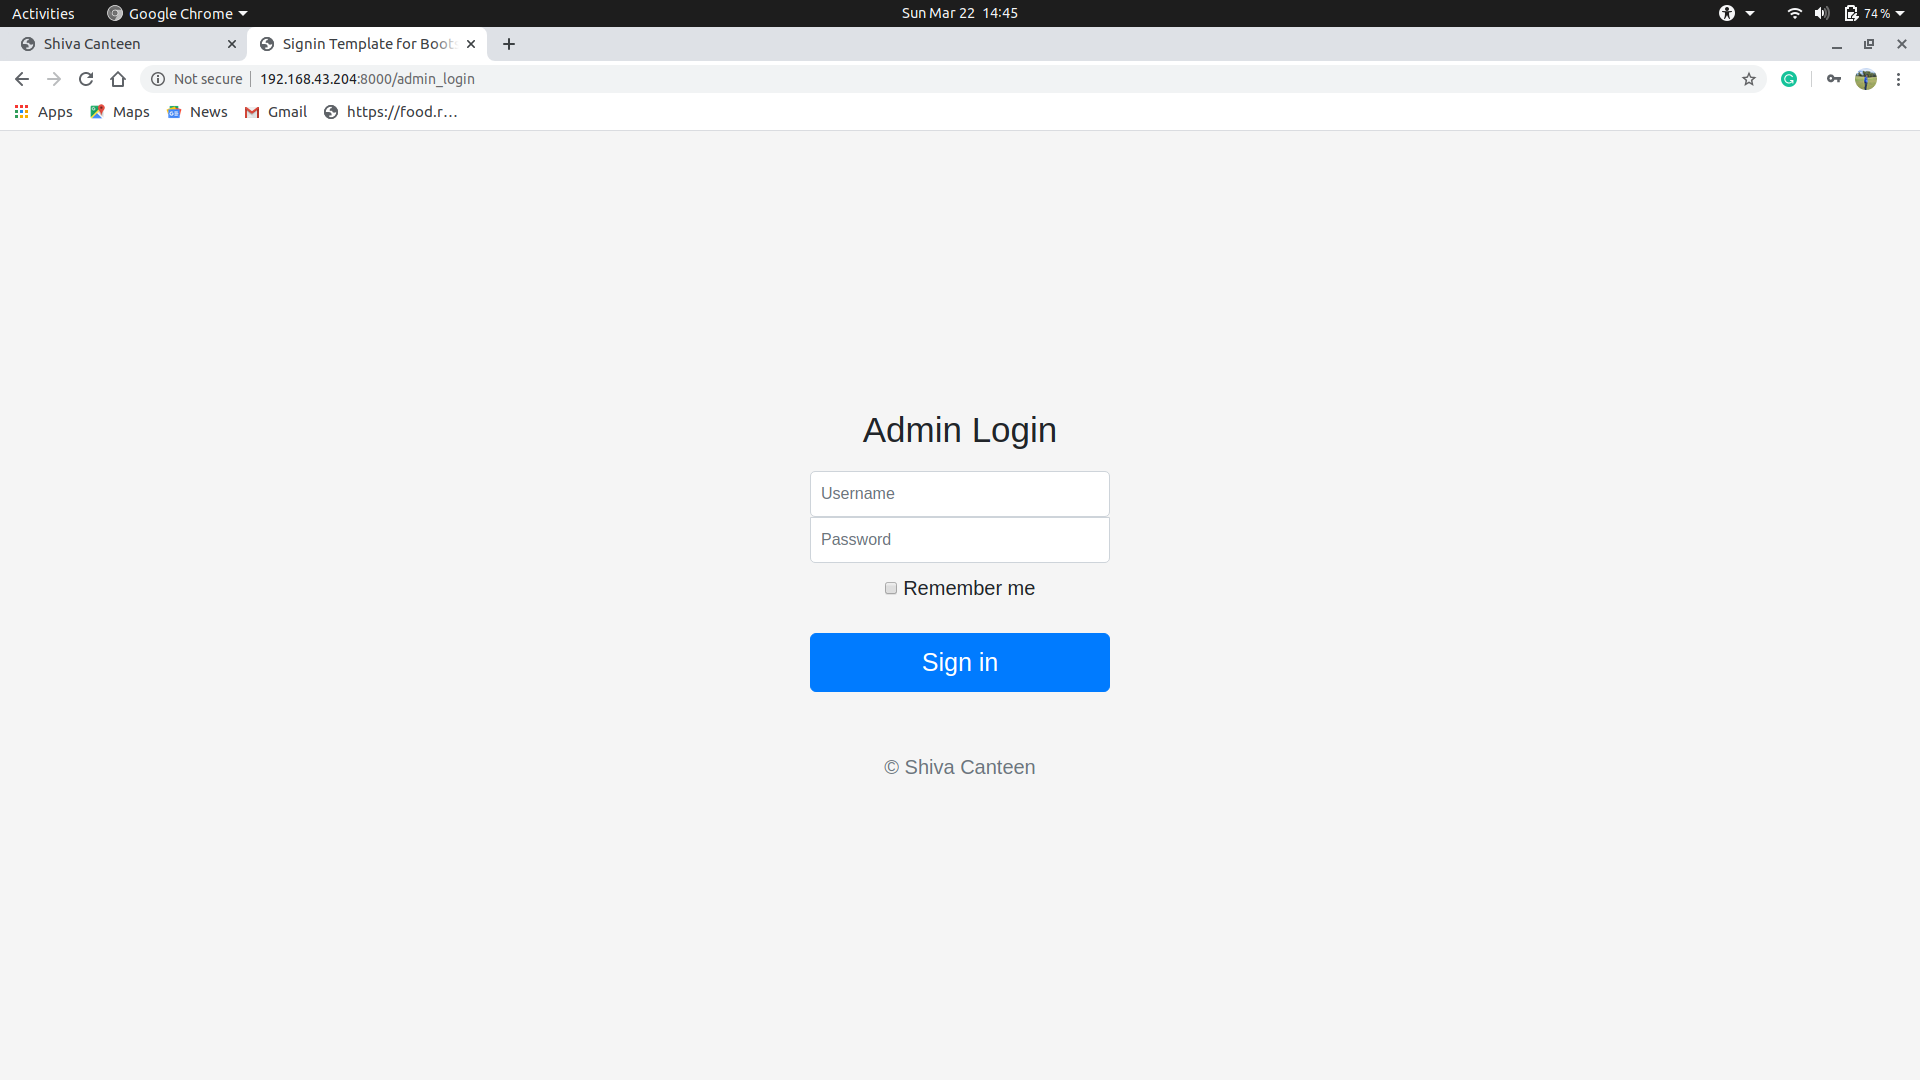 Activities Google Chrome Sun Mar 22 14:45 74 %
Shiva Canteen Signin Template for Boots
Not secure 192.168.43.204:8000/admin_login
Apps Maps News Gmail https://food.r...
Admin Login
Username
Password
Remember me
Sign in
© Shiva Canteen